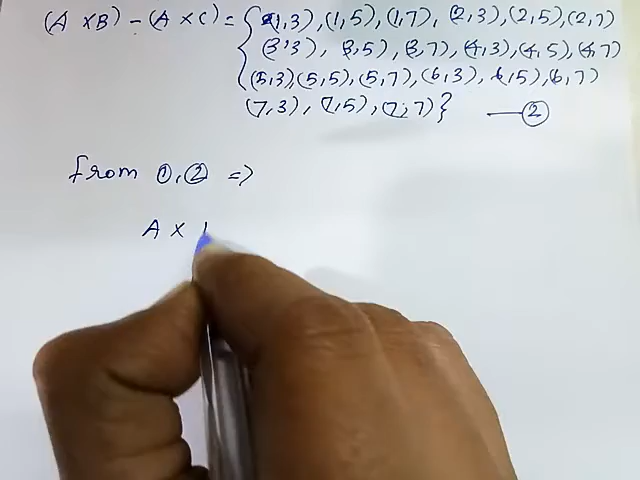 (A × B) – (A × C) = {(1,3), (1,5), (1,7), (2,3), (2,5), (2,7)
(3,3), (3,5), (3,7), (4,3), (4,5), (4,7)
(5,3) (5,5), (5,7), (6,3), (6,5), (6,7)
(7,3), (7,5), (7,7)} —②
from ①,② =>
A ×